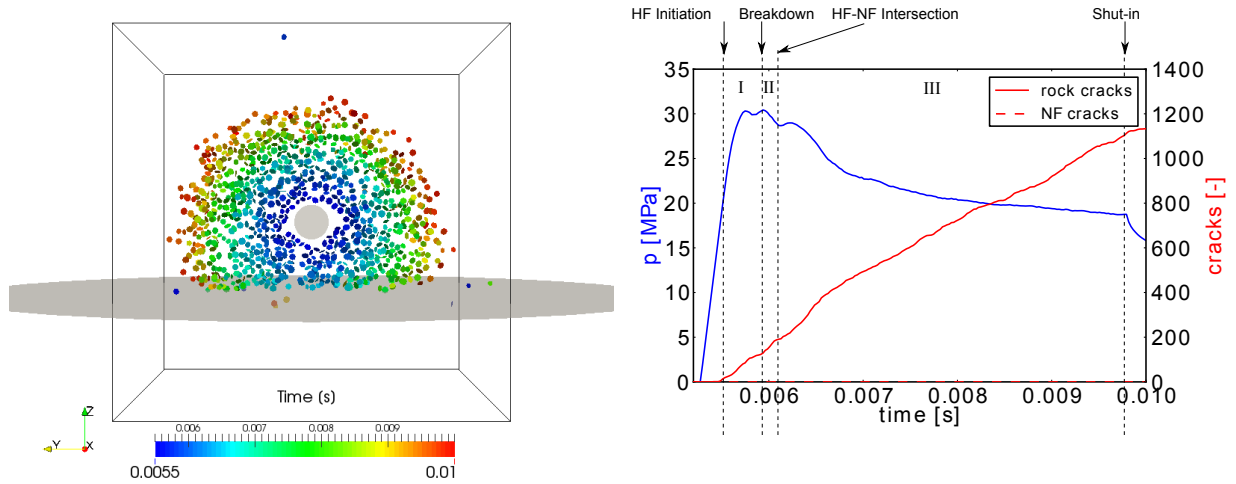 HF Initiation Breakdown HF-NF Intersection Shut-in
35 1400
I II III
rock cracks
NF cracks
30 1200
25 1000
20 800
15 600
10 400
5 200
0 0
p [MPa]
cracks [-]
0.006 0.007 0.008 0.009 0.010
time [s]
Time (s)
0.006 0.007 0.008 0.009
0.0055 0.01
Z
Y
X